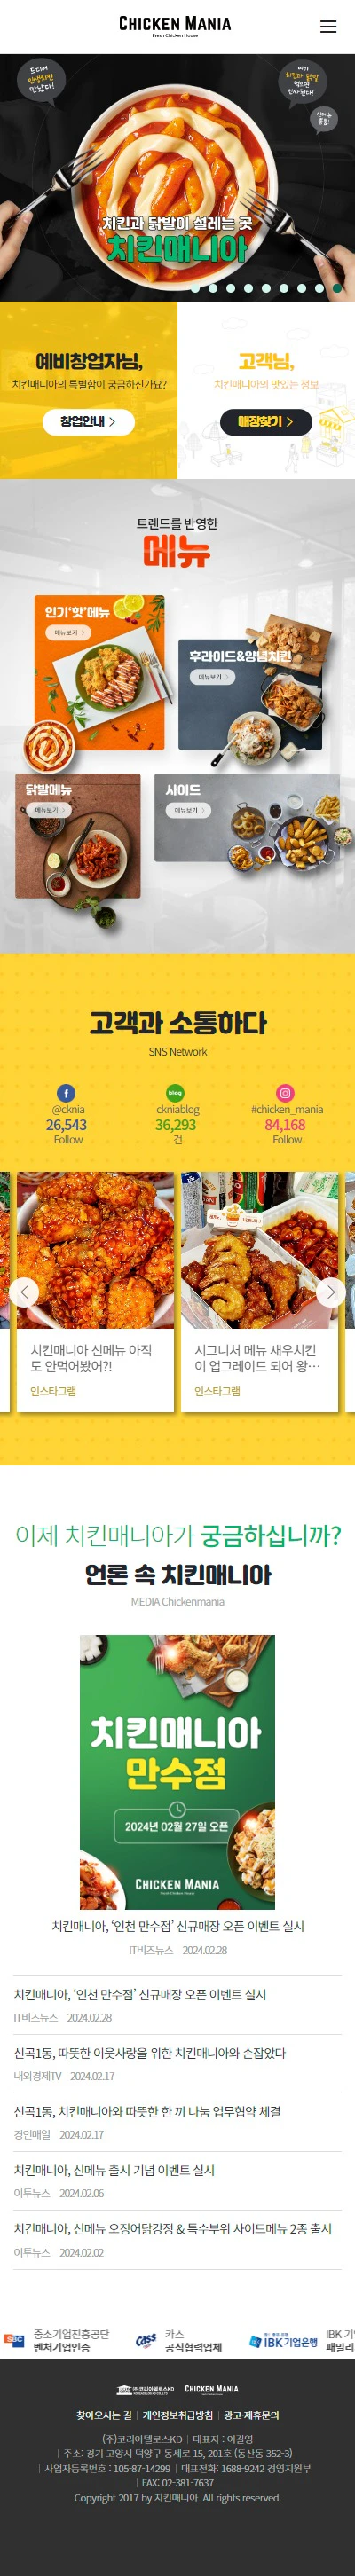 CHICKEN MANIA
Fresh Chicken House
드디어
인생치킨
만났다!
치킨과 닭발이 설레는 곳
치킨매니아
예비창업자님,
치킨매니아의 특별함이 궁금하신가요?
창업안내 >
고객님,
치킨매니아의 맛있는 정보
매장찾기 >
트렌드를 반영한
메뉴
인기‘핫’메뉴
메뉴보기 >
후라이드&양념치킨
메뉴보기 >
닭발메뉴
메뉴보기 >
사이드
메뉴보기 >
고객과 소통하다
SNS Network
@cknia
26,543
Follow
blog
ckniablog
36,293
건
#chicken_mania
84,168
Follow
치킨매니아 신메뉴 아직
도 안먹어봤어?!
인스타그램
시그니처 메뉴 새우치킨
이 업그레이드 되어 왕…
인스타그램
이제 치킨매니아가 궁금하십니까?
언론 속 치킨매니아
MEDIA Chickenmania
치킨매니아
만수점
2024년 02월 27일 오픈
CHICKEN MANIA
치킨매니아, ‘인천 만수점’ 신규매장 오픈 이벤트 실시
IT비즈뉴스 2024.02.28
치킨매니아, ‘인천 만수점’ 신규매장 오픈 이벤트 실시
IT비즈뉴스 2024.02.28
신곡1동, 따뜻한 이웃사랑을 위한 치킨매니아와 손잡았다
내외경제TV 2024.02.17
신곡1동, 치킨매니아와 따뜻한 한 끼 나눔 업무협약 체결
경인매일 2024.02.17
치킨매니아, 신메뉴 출시 기념 이벤트 실시
이투뉴스 2024.02.06
치킨매니아, 신메뉴 오징어닭강정 & 특수부위 사이드메뉴 2종 출시
이투뉴스 2024.02.02
SBC 중소기업진흥공단
벤처기업인증
CASS 카스
공식협력업체
IBK기업은행 IBK 기
패밀리
(주)코리아델로스KD CHICKEN MANIA
찾아오시는 길 | 개인정보취급방침 | 광고·제휴문의
(주)코리아델로스KD | 대표자 : 이길영
| 주소: 경기 고양시 덕양구 동세로 15, 201호 (동산동 352-3)
| 사업자등록번호 : 105-87-14299 | 대표전화: 1688-9242 경영지원부
| FAX: 02-381-7637
Copyright 2017 by 치킨매니아. All rights reserved.